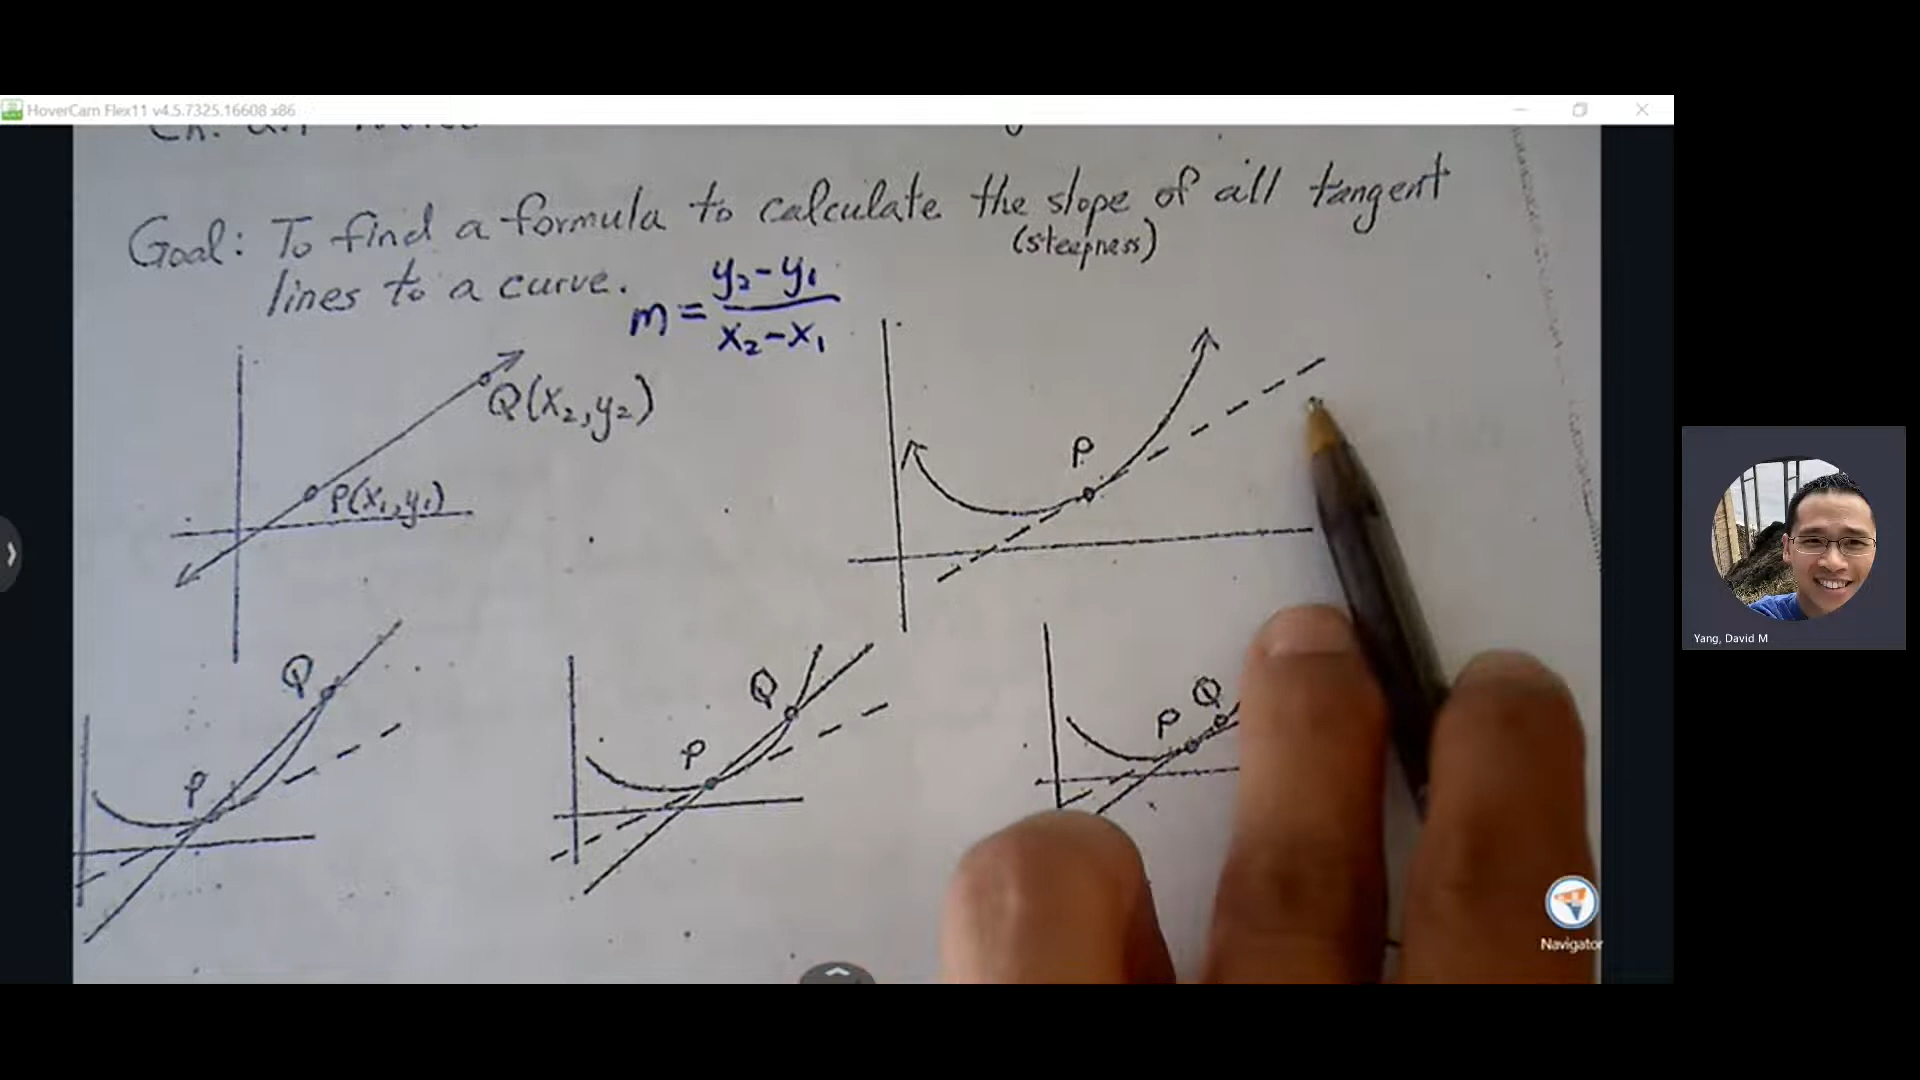 HoverCam Flex11 v4.5.7325.16608 x86
Goal: To find a formula to calculate the slope of all tangent
(steepness)
lines to a curve.
m = y₂ - y₁ / x₂ - x₁
Q(x₂, y₂)
P(x₁, y₁)
P
Q
P
Q
P
P Q
Yang, David M
Navigator